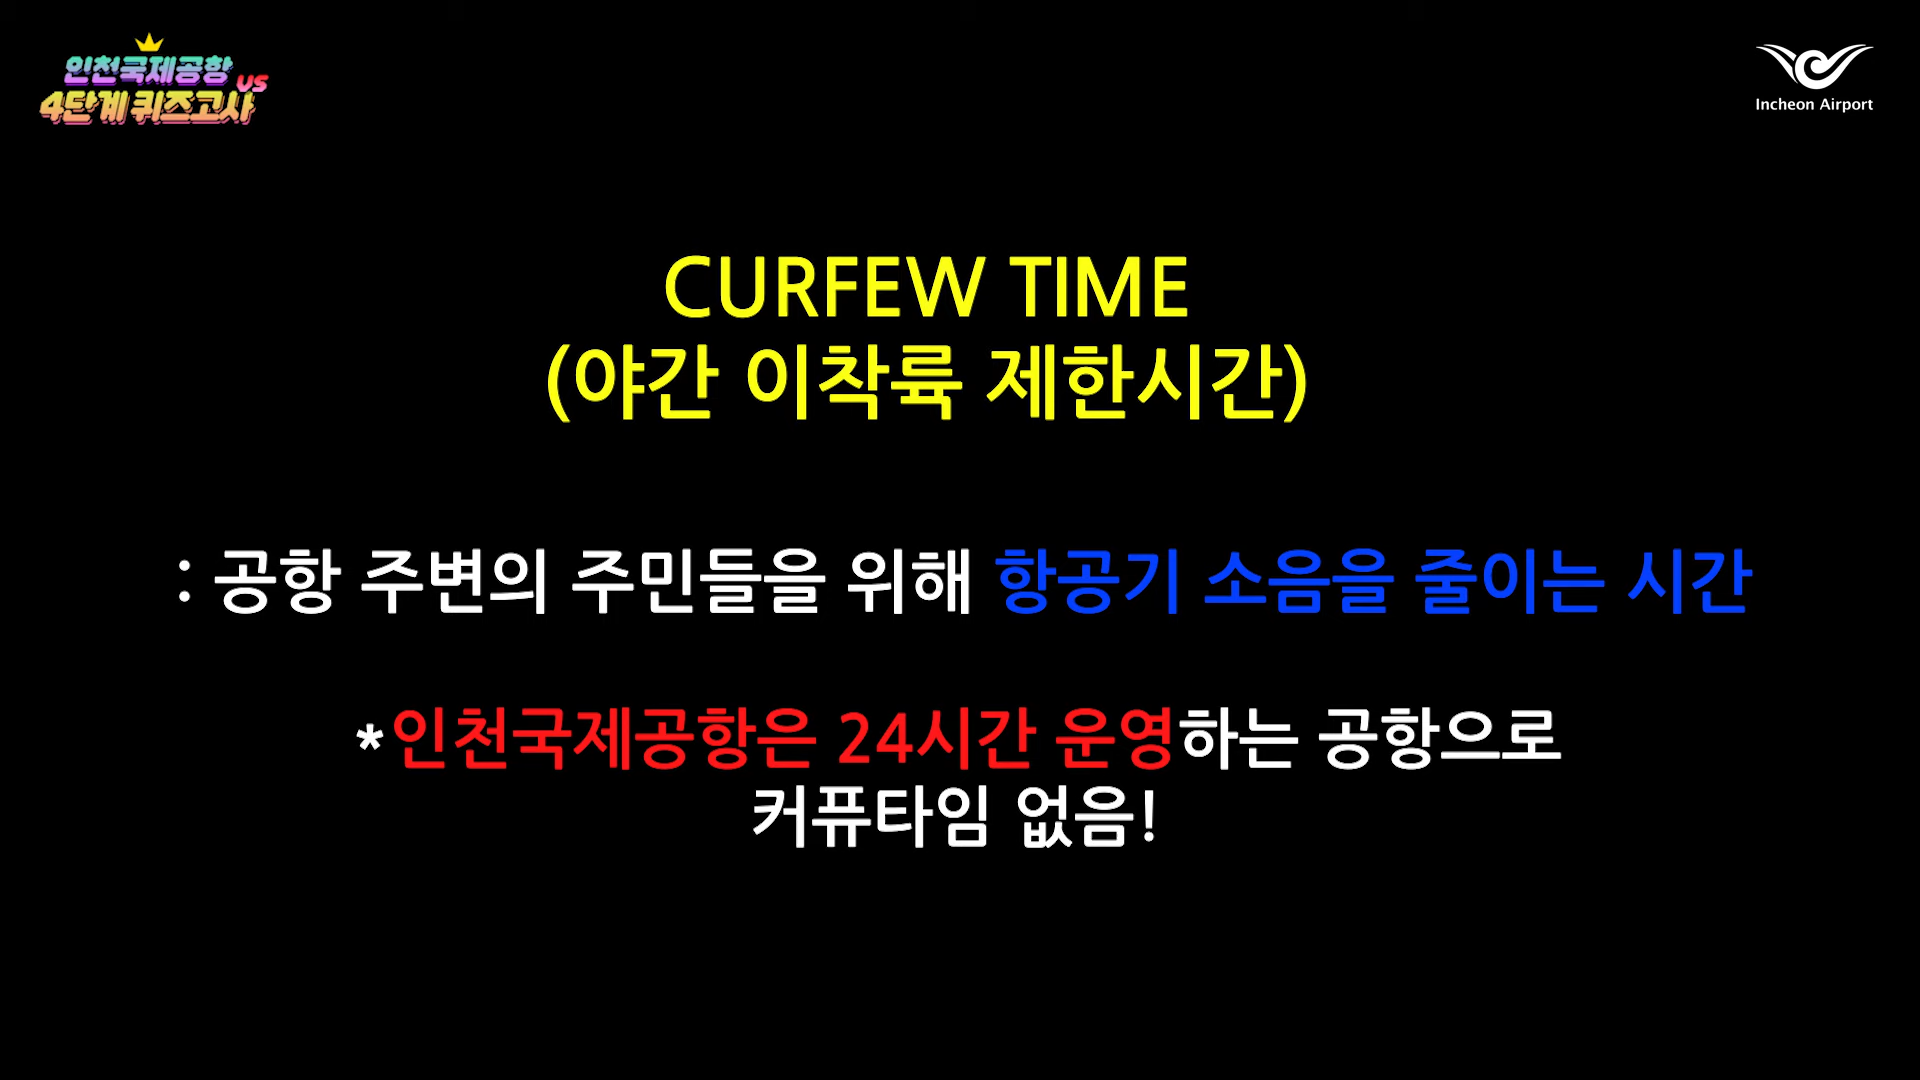 인천국제공항 VS
4단계 퀴즈고사
Incheon Airport
CURFEW TIME
(야간 이착륙 제한시간)
: 공항 주변의 주민들을 위해 항공기 소음을 줄이는 시간
*인천국제공항은 24시간 운영하는 공항으로
커퓨타임 없음!